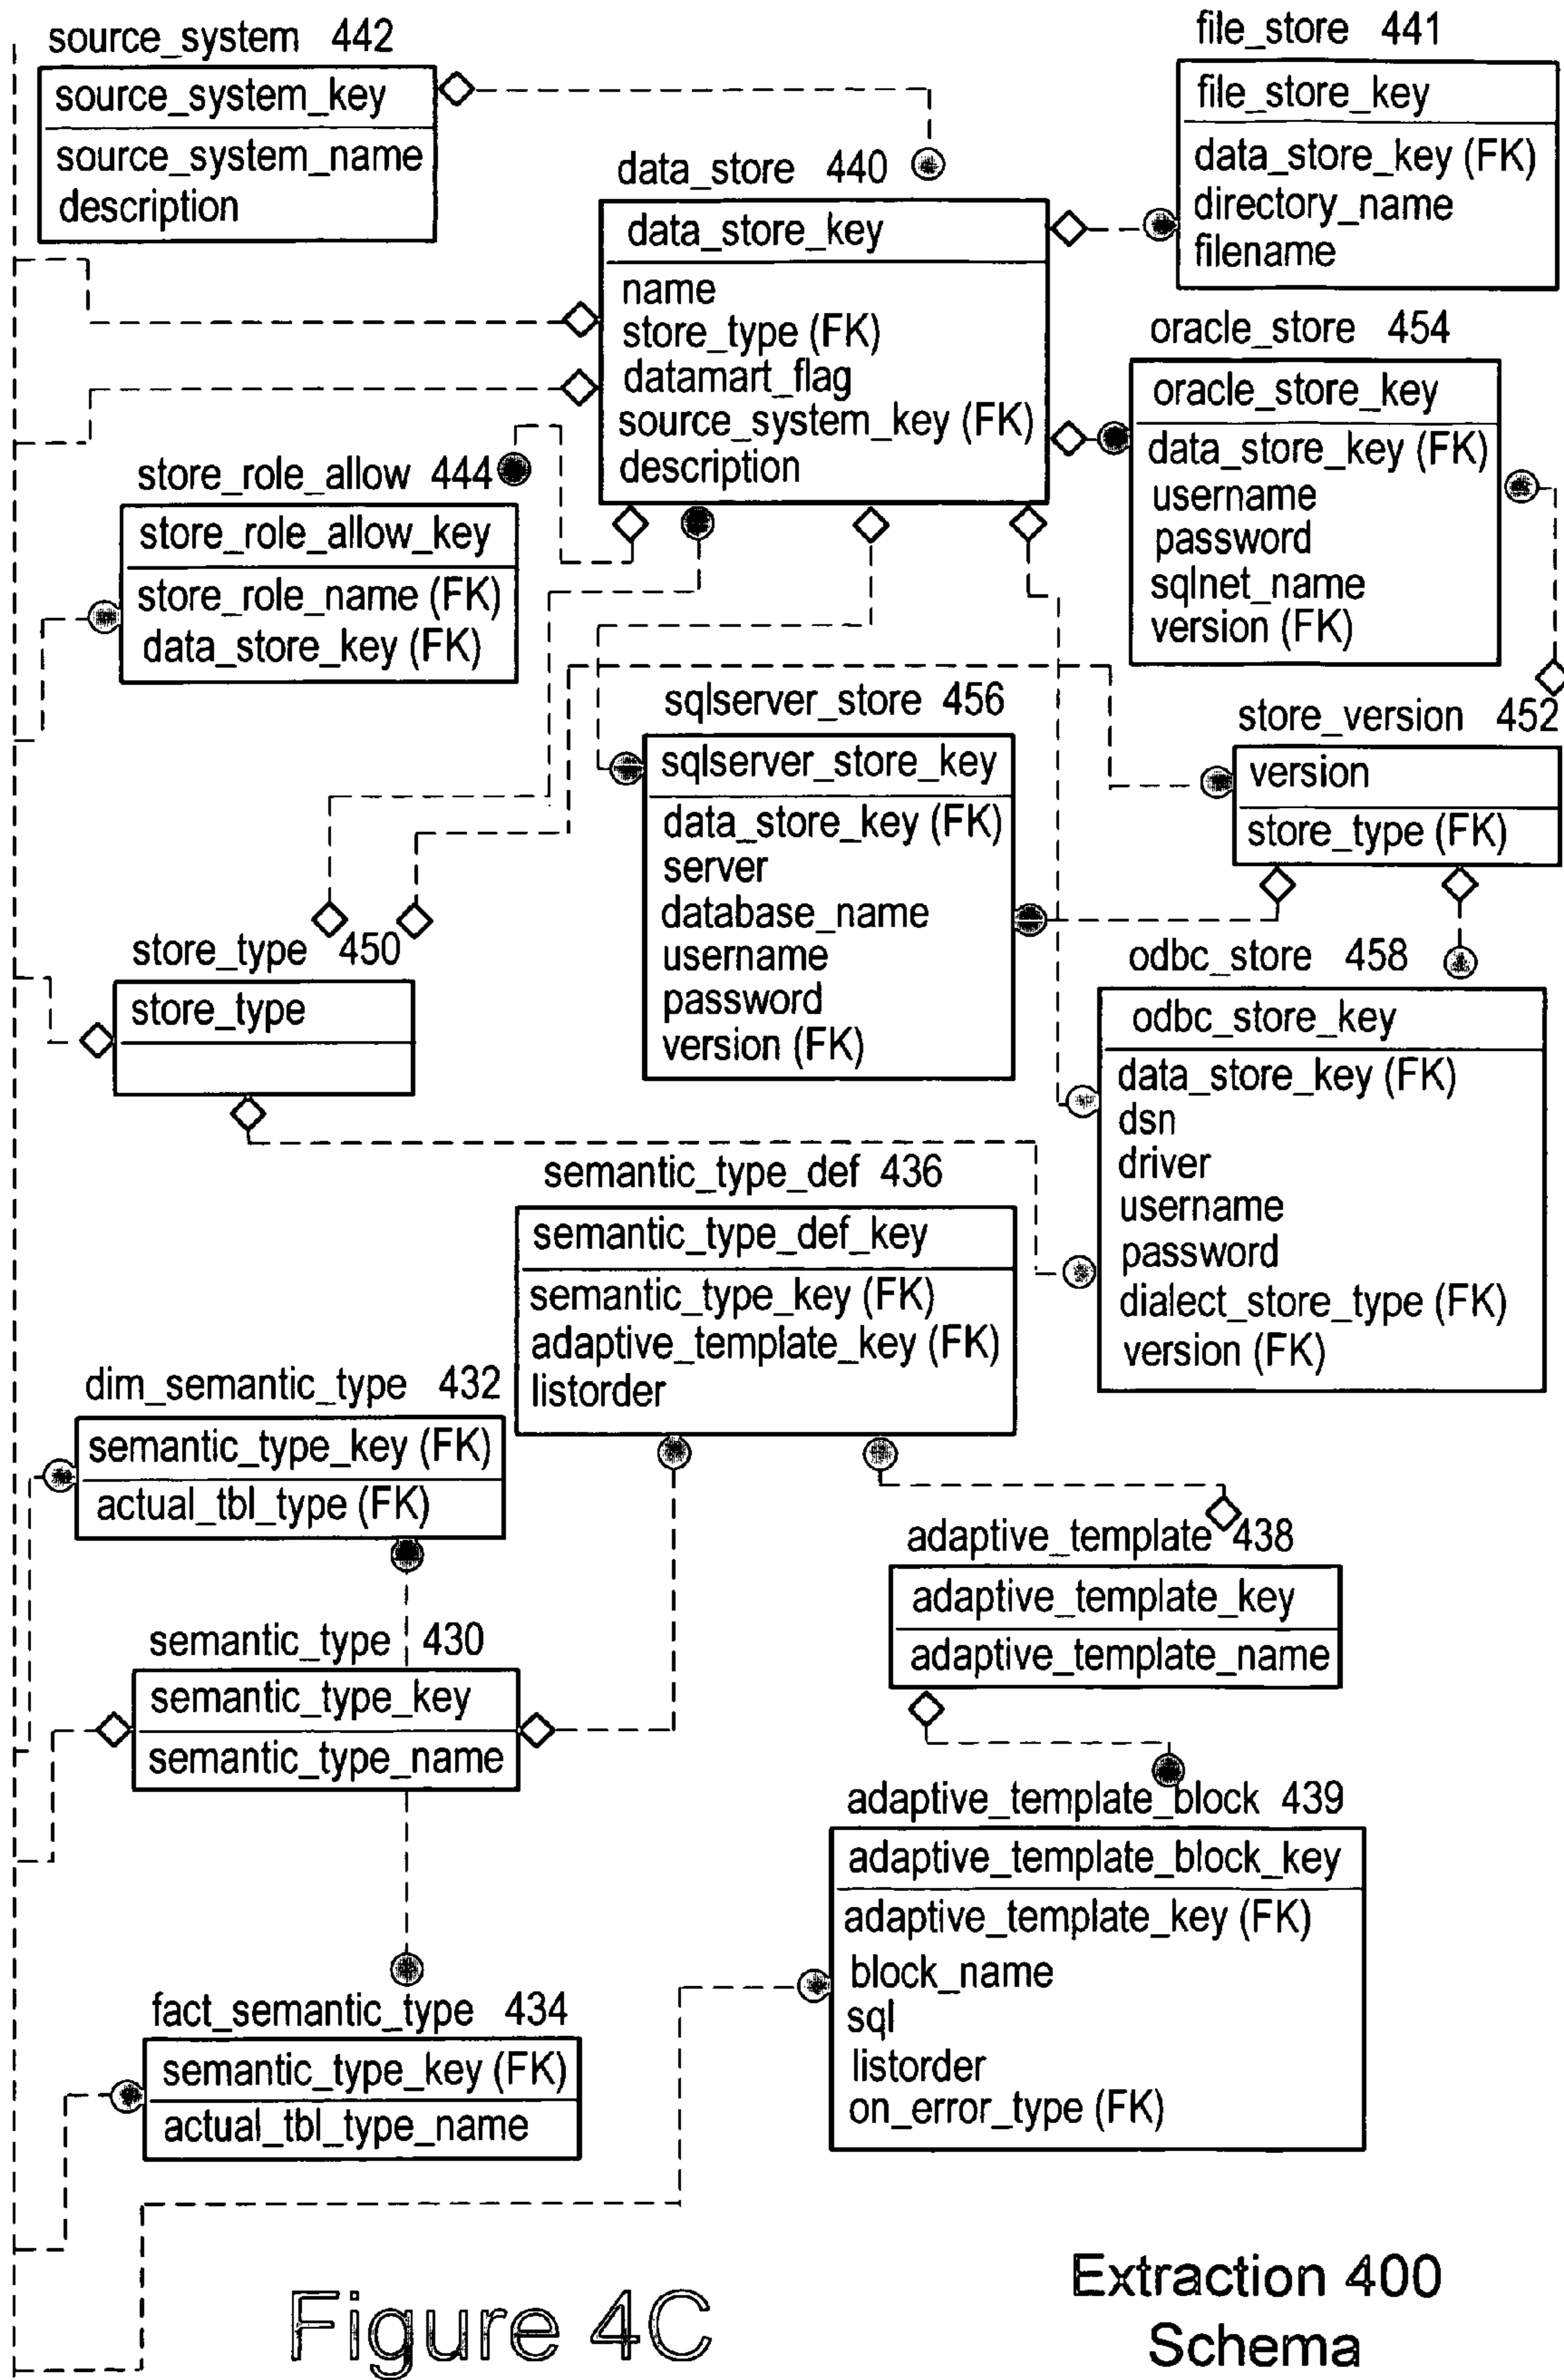 source_system 442
source_system_key
source_system_name
description
file_store 441
file_store_key
data_store_key (FK)
directory_name
filename
data_store 440
data_store_key
name
store_type (FK)
datamart_flag
source_system_key (FK)
description
oracle_store 454
oracle_store_key
data_store_key (FK)
username
password
sqlnet_name
version (FK)
store_role_allow 444
store_role_allow_key
store_role_name (FK)
data_store_key (FK)
sqlserver_store 456
sqlserver_store_key
data_store_key (FK)
server
database_name
username
password
version (FK)
store_version 452
version
store_type (FK)
store_type 450
store_type
odbc_store 458
odbc_store_key
data_store_key (FK)
dsn
driver
username
password
dialect_store_type (FK)
version (FK)
semantic_type_def 436
semantic_type_def_key
semantic_type_key (FK)
adaptive_template_key (FK)
listorder
dim_semantic_type 432
semantic_type_key (FK)
actual_tbl_type (FK)
adaptive_template 438
adaptive_template_key
adaptive_template_name
semantic_type 430
semantic_type_key
semantic_type_name
adaptive_template_block 439
adaptive_template_block_key
adaptive_template_key (FK)
block_name
sql
listorder
on_error_type (FK)
fact_semantic_type 434
semantic_type_key (FK)
actual_tbl_type_name
Figure 4C
Extraction 400
Schema